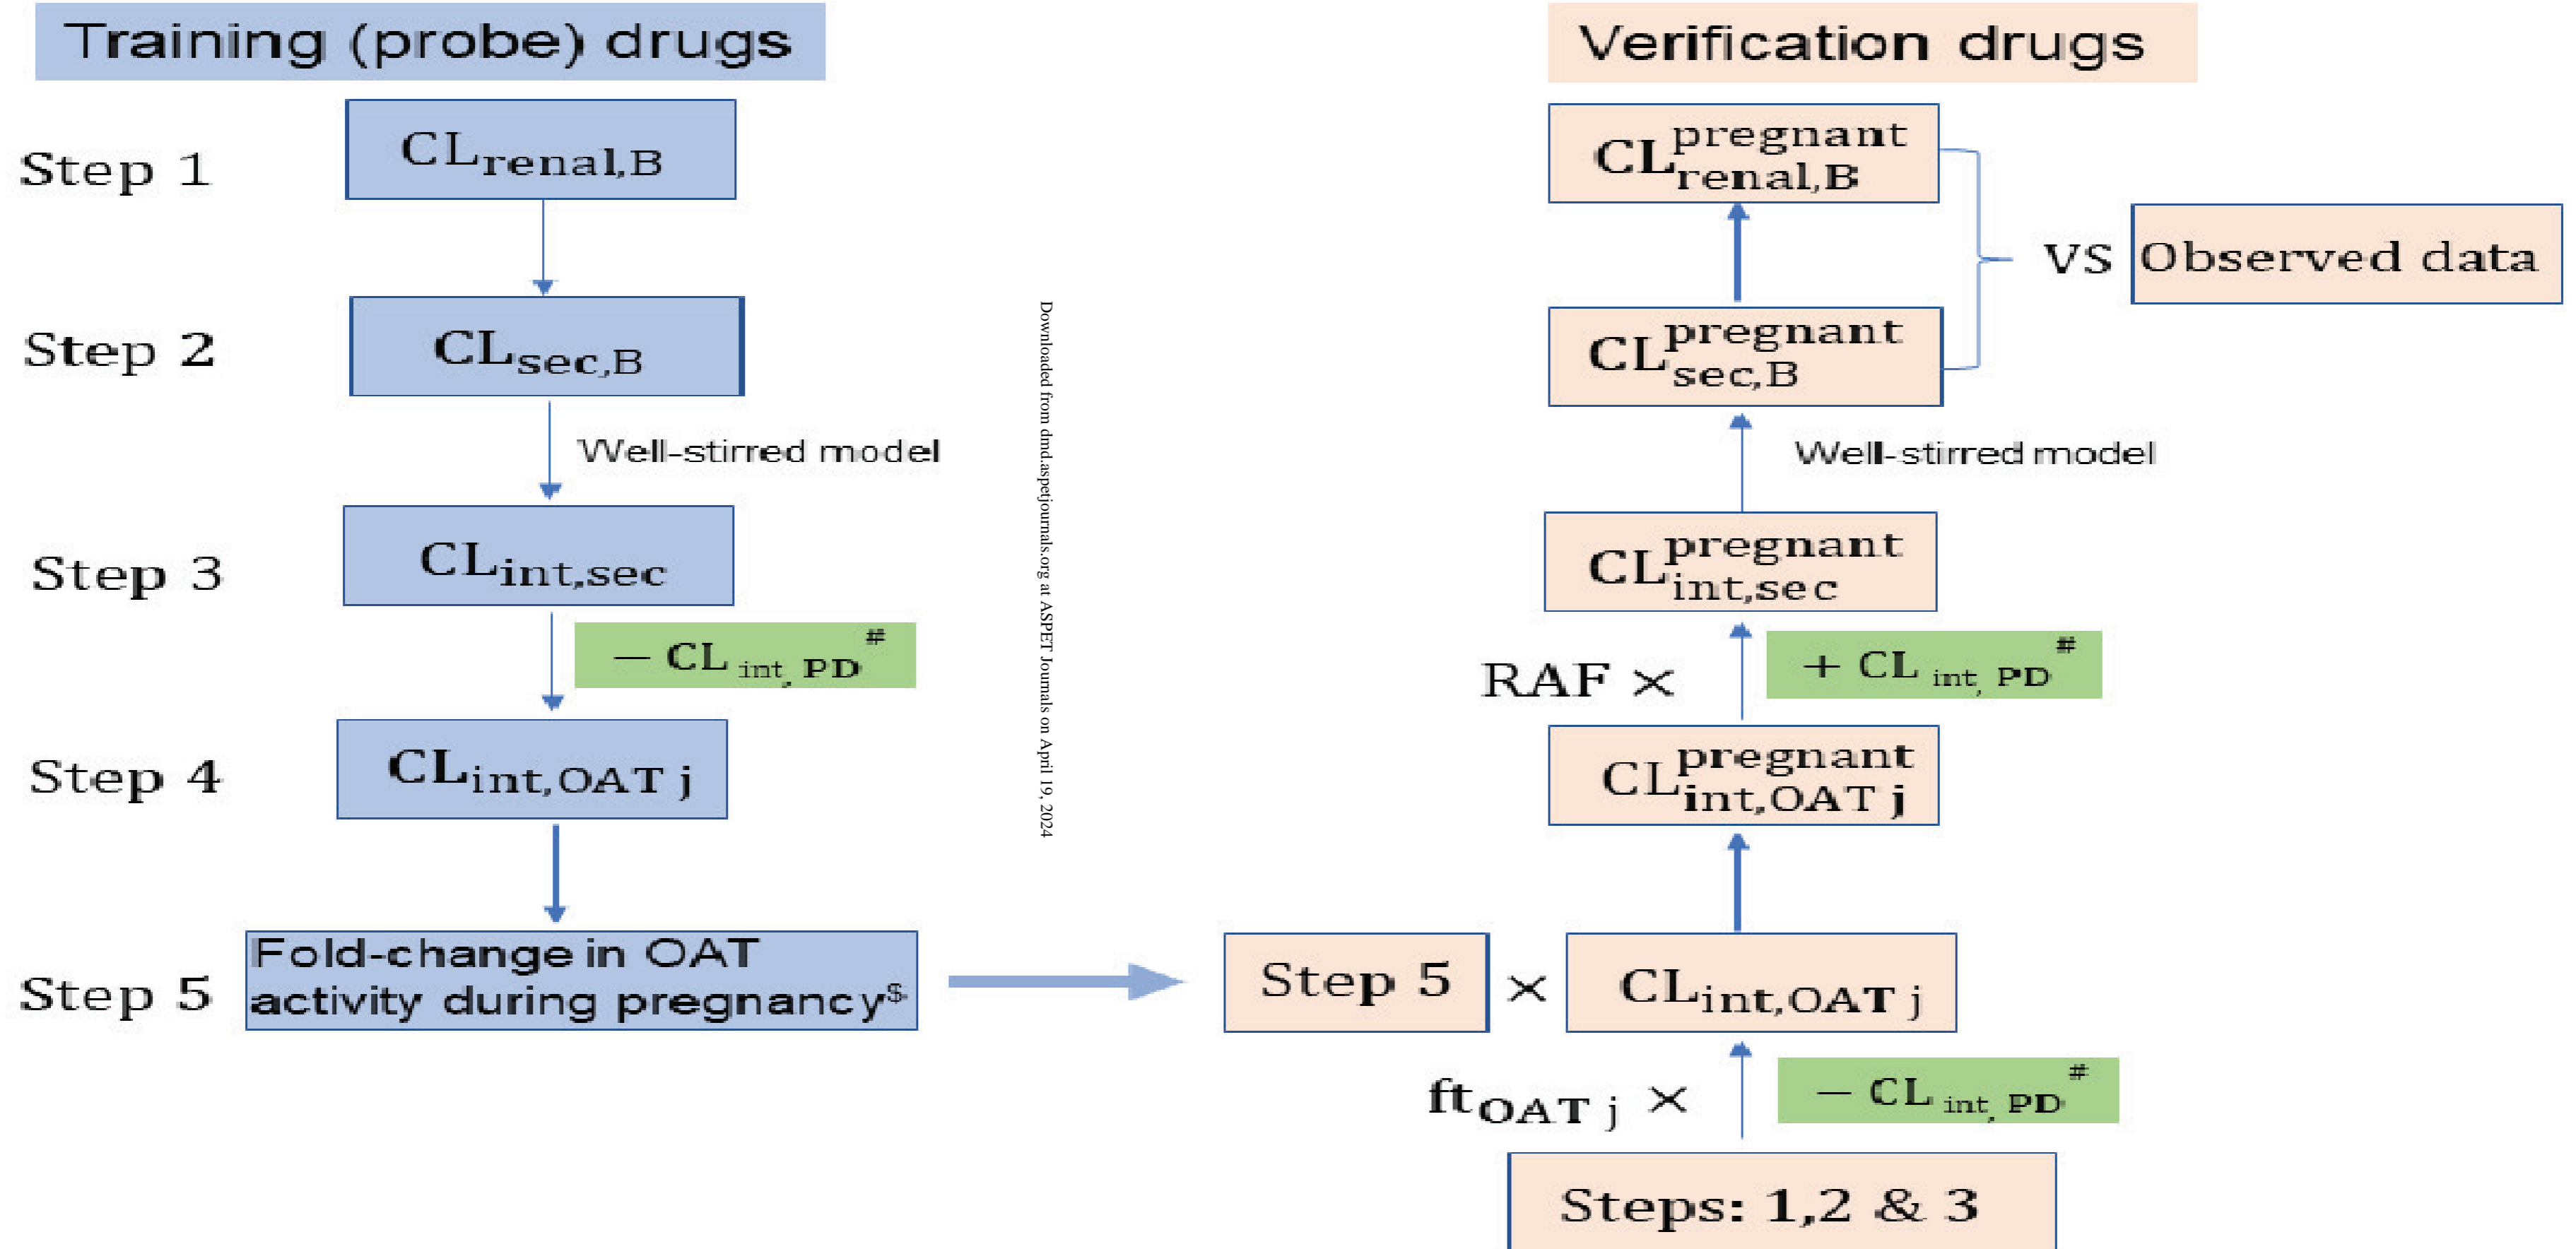 Training (probe) drugs
Step 1
CLrenal,B
Step 2
CLsec,B
Well-stirred model
Step 3
CLint,sec
− CL int, PD#
Step 4
CLint,OAT j
Step 5
Fold-change in OAT
activity during pregnancy$
Downloaded from dmd.aspetjournals.org at ASPET Journals on April 19, 2024
Verification drugs
CLpregnant renal,B
VS
Observed data
CLpregnant sec,B
Well-stirred model
CLpregnant int,sec
RAF ×
+ CL int, PD#
CLpregnant int,OAT j
Step 5 × CLint,OAT j
ftOAT j ×
− CL int, PD#
Steps: 1,2 & 3